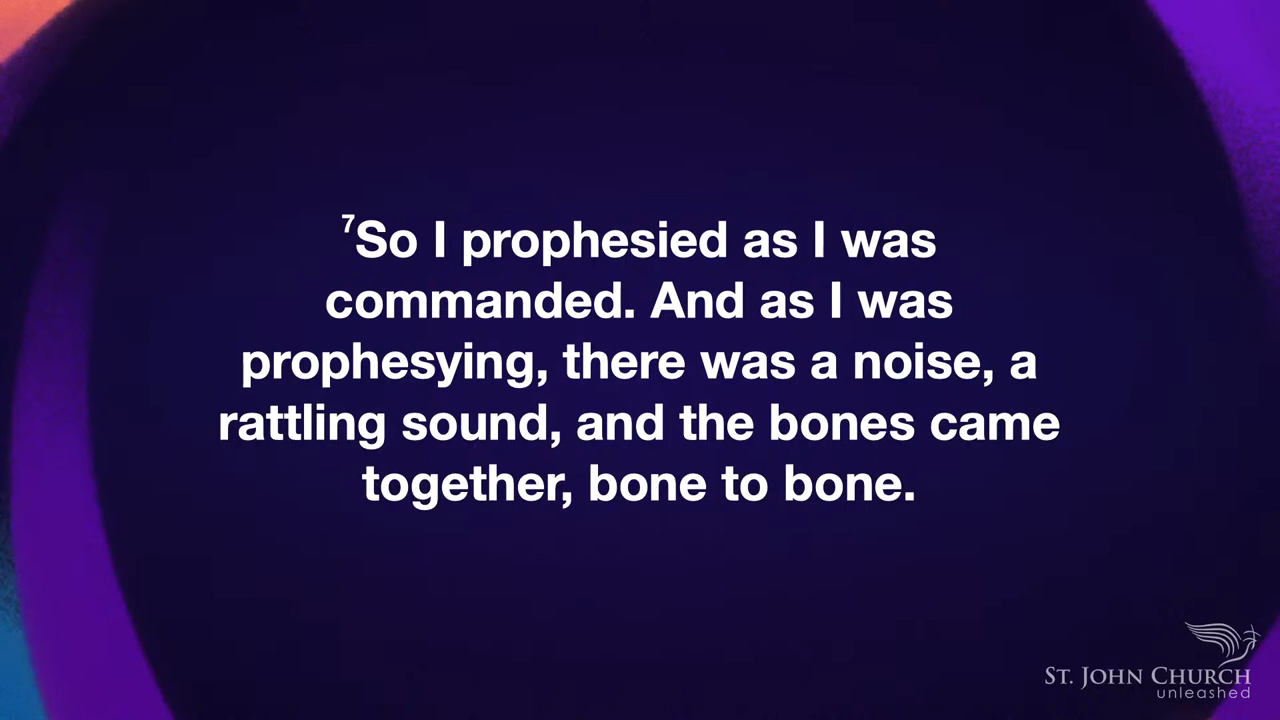 ⁷So I prophesied as I was
commanded. And as I was
prophesying, there was a noise, a
rattling sound, and the bones came
together, bone to bone.
St. John Church
unleashed